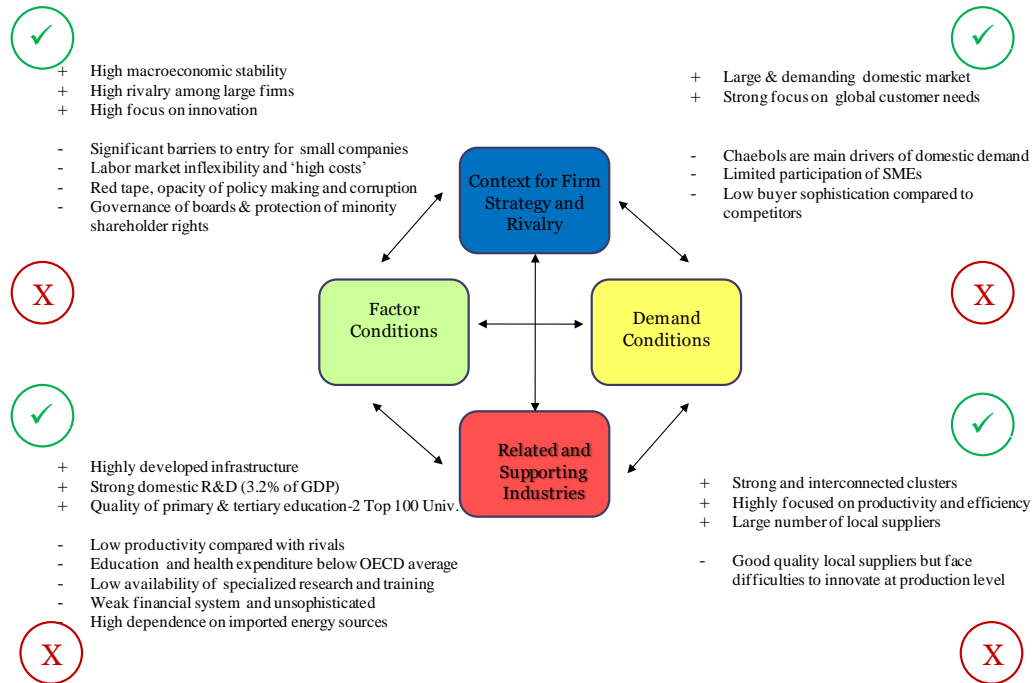 ✓
+ High macroeconomic stability
+ High rivalry among large firms
+ High focus on innovation
- Significant barriers to entry for small companies
- Labor market inflexibility and ‘high costs’
- Red tape, opacity of policy making and corruption
- Governance of boards & protection of minority
shareholder rights
X
✓
+ Large & demanding domestic market
+ Strong focus on global customer needs
- Chaebols are main drivers of domestic demand
- Limited participation of SMEs
- Low buyer sophistication compared to
competitors
X
Context for Firm
Strategy and
Rivalry
Factor
Conditions
Demand
Conditions
Related and
Supporting
Industries
✓
+ Highly developed infrastructure
+ Strong domestic R&D (3.2% of GDP)
+ Quality of primary & tertiary education-2 Top 100 Univ.
- Low productivity compared with rivals
- Education and health expenditure below OECD average
- Low availability of specialized research and training
- Weak financial system and unsophisticated
- High dependence on imported energy sources
X
✓
+ Strong and interconnected clusters
+ Highly focused on productivity and efficiency
+ Large number of local suppliers
- Good quality local suppliers but face
difficulties to innovate at production level
X